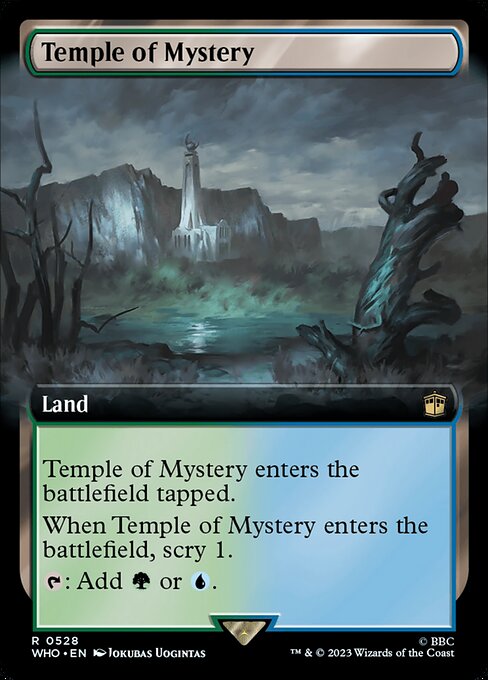 Temple of Mystery
Land
Temple of Mystery enters the
battlefield tapped.
When Temple of Mystery enters the
battlefield, scry 1.
: Add or .
R 0528
WHO • EN Jokubas Uogintas
© BBC
™ & © 2023 Wizards of the Coast